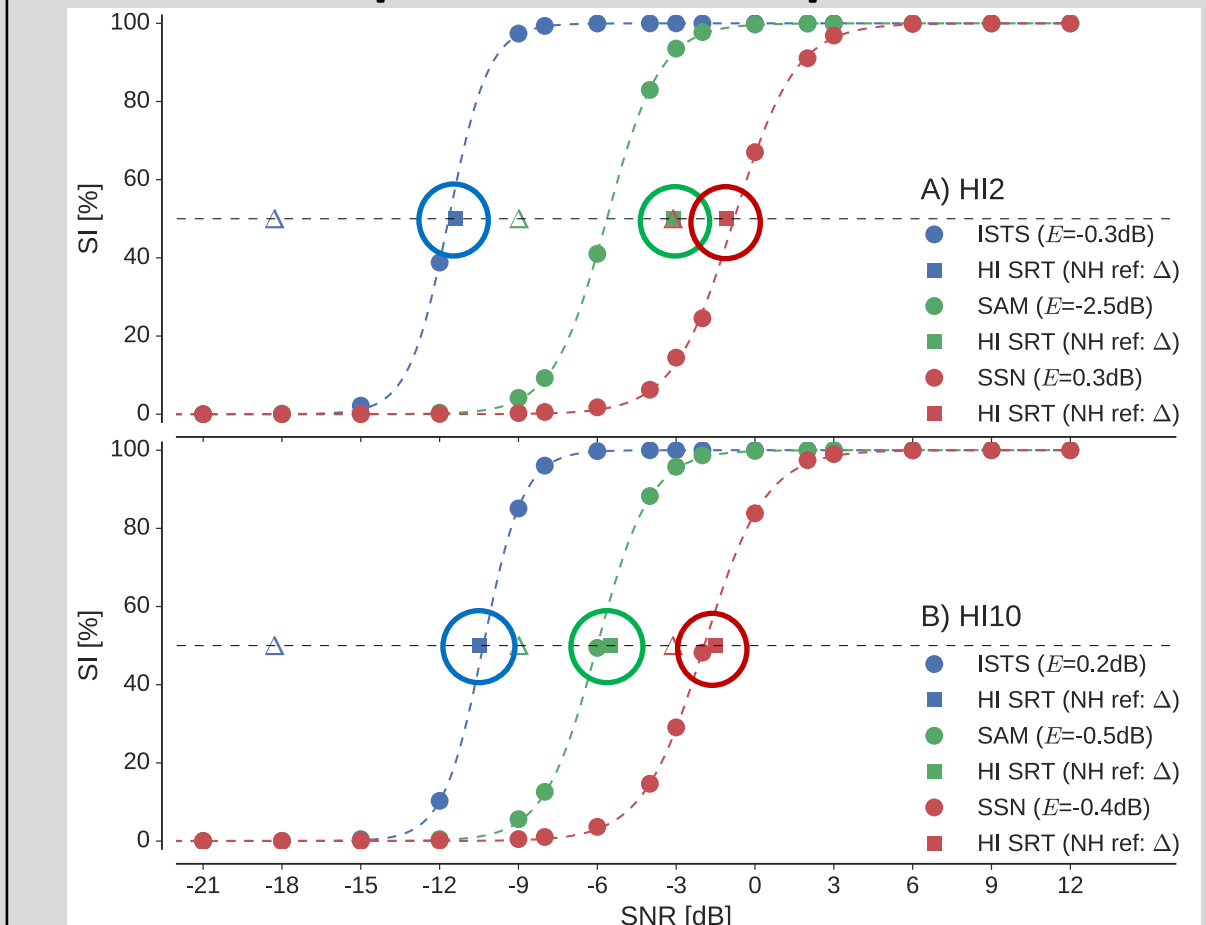 100
80
60
40
20
0
SI [%]
A) HI2
ISTS (E=-0.3dB)
HI SRT (NH ref: Δ)
SAM (E=-2.5dB)
HI SRT (NH ref: Δ)
SSN (E=0.3dB)
HI SRT (NH ref: Δ)
100
80
60
40
20
0
SI [%]
B) HI10
ISTS (E=0.2dB)
HI SRT (NH ref: Δ)
SAM (E=-0.5dB)
HI SRT (NH ref: Δ)
SSN (E=-0.4dB)
HI SRT (NH ref: Δ)
-21 -18 -15 -12 -9 -6 -3 0 3 6 9 12
SNR [dB]